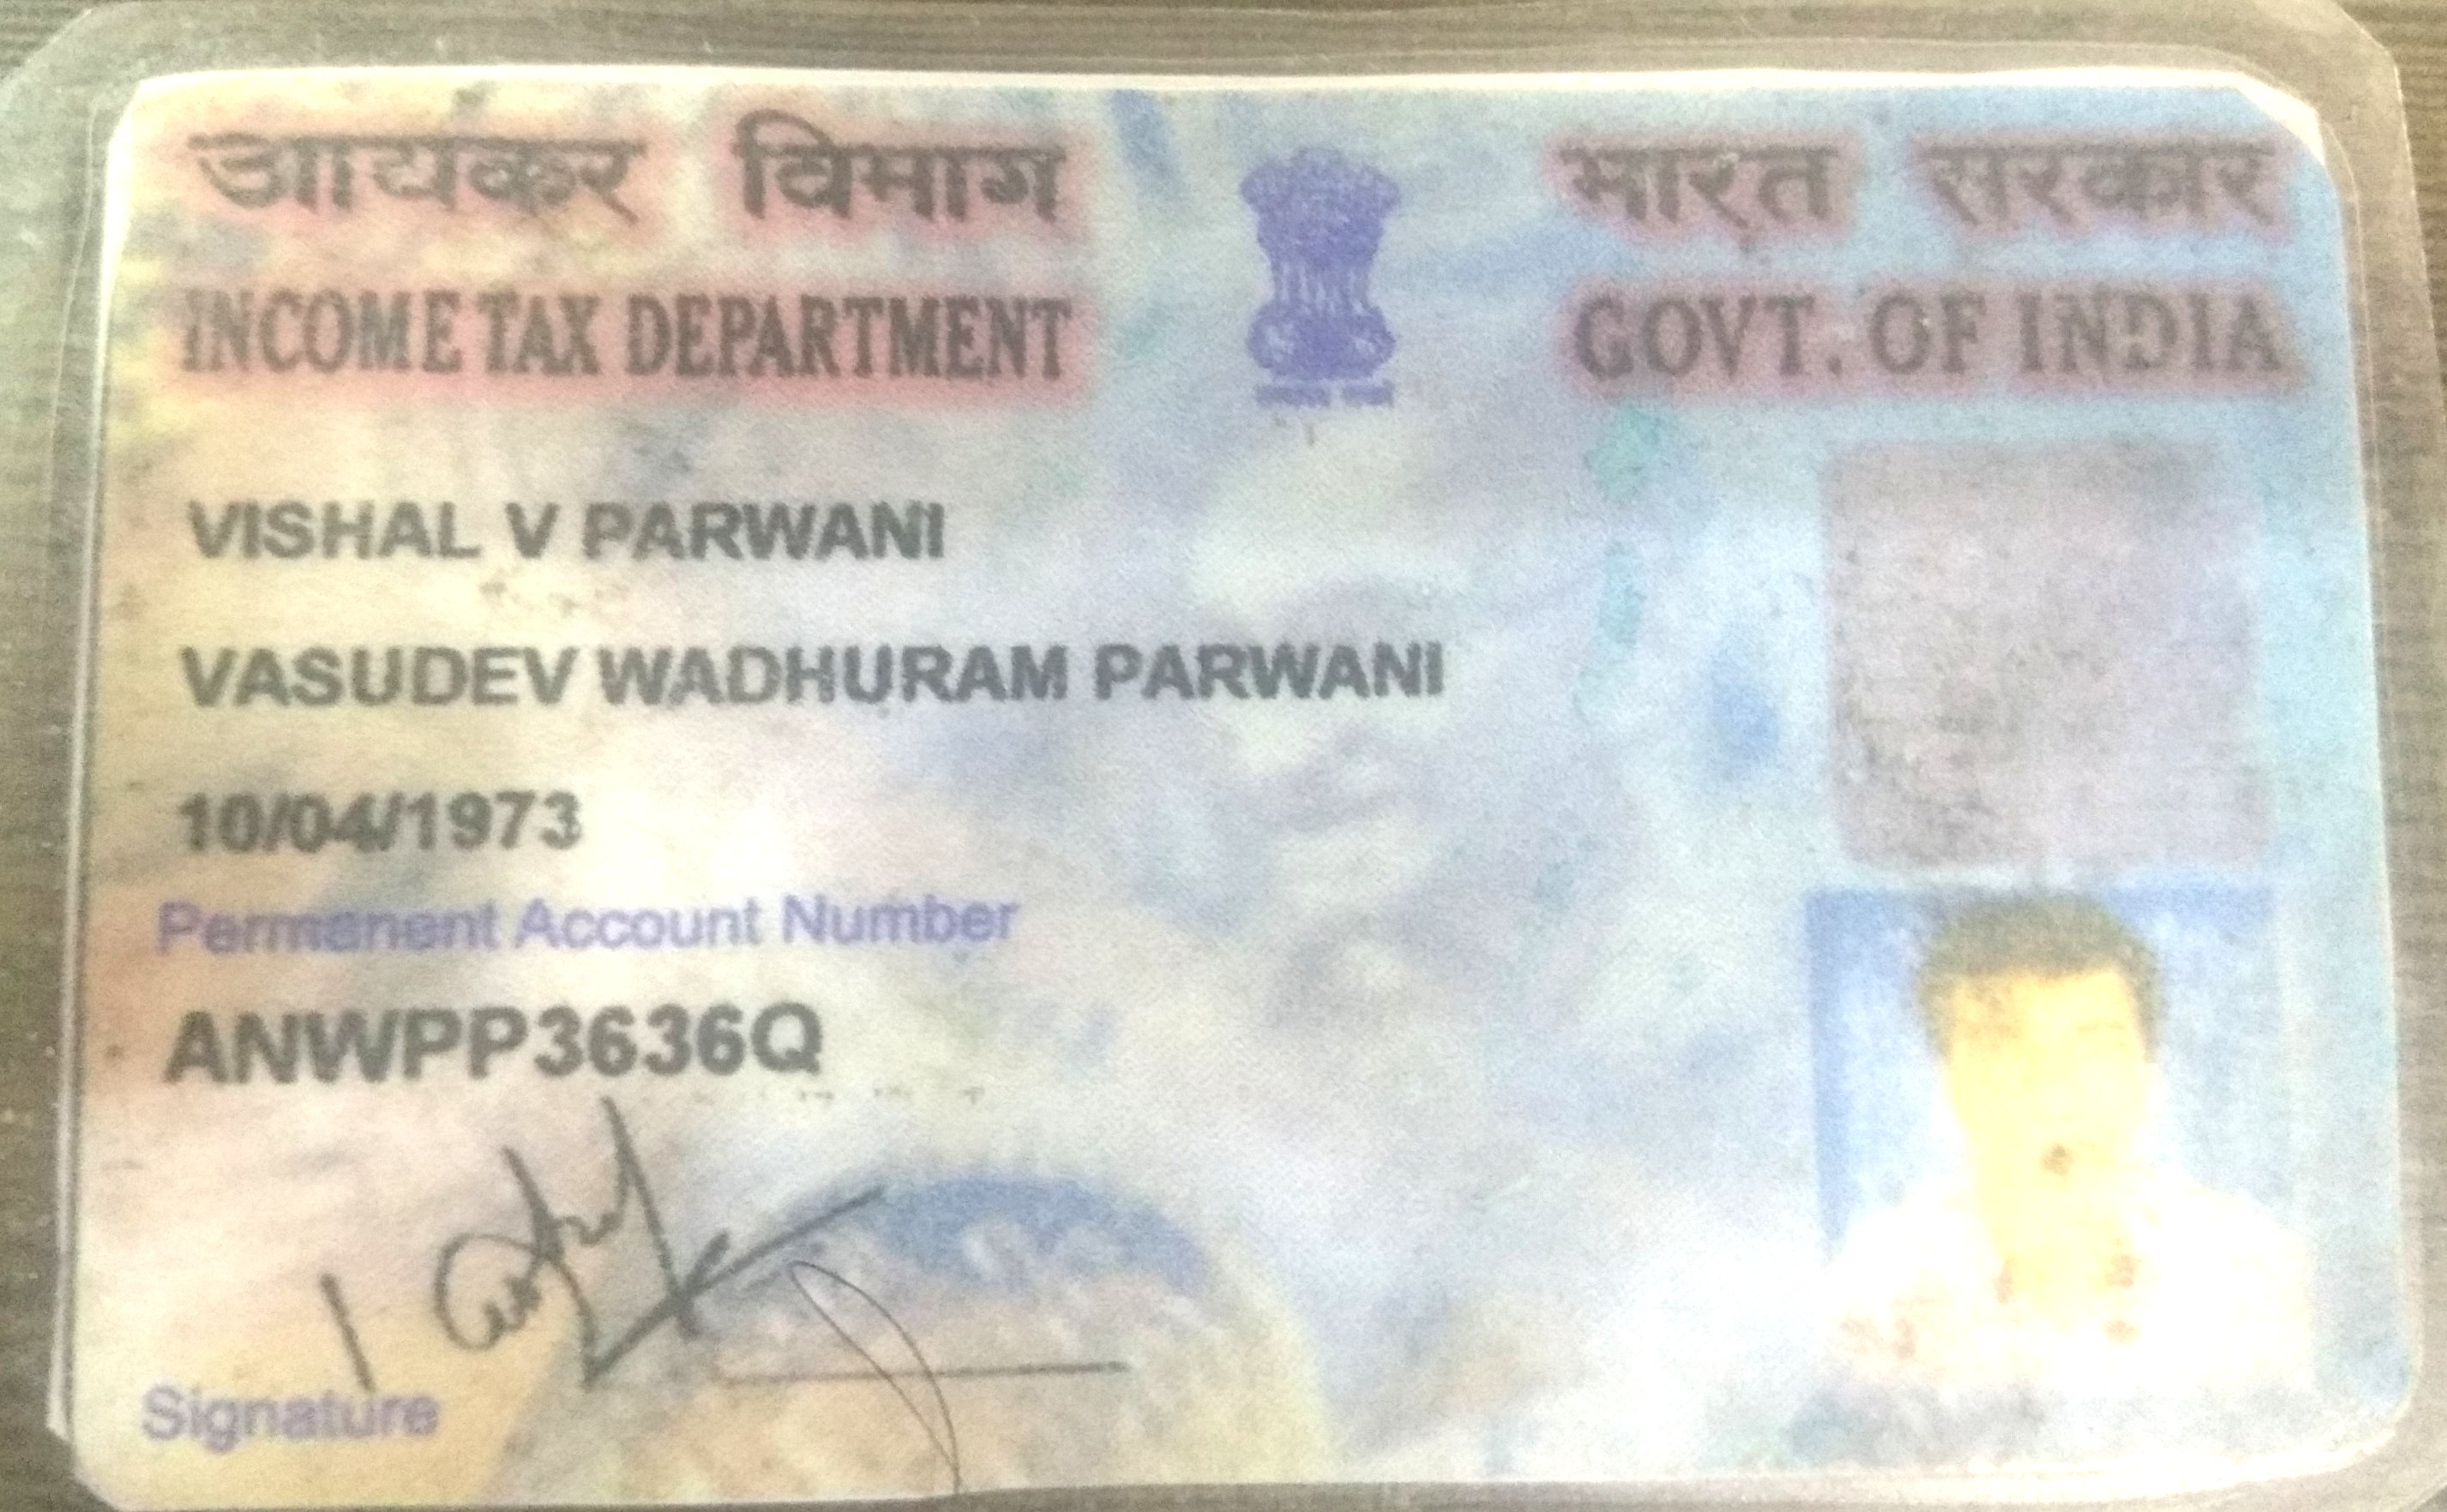 आयकर विभाग
INCOME TAX DEPARTMENT
भारत सरकार
GOVT. OF INDIA
VISHAL V PARWANI
VASUDEV WADHURAM PARWANI
10/04/1973
Permanent Account Number
ANWPP3636Q
Signature